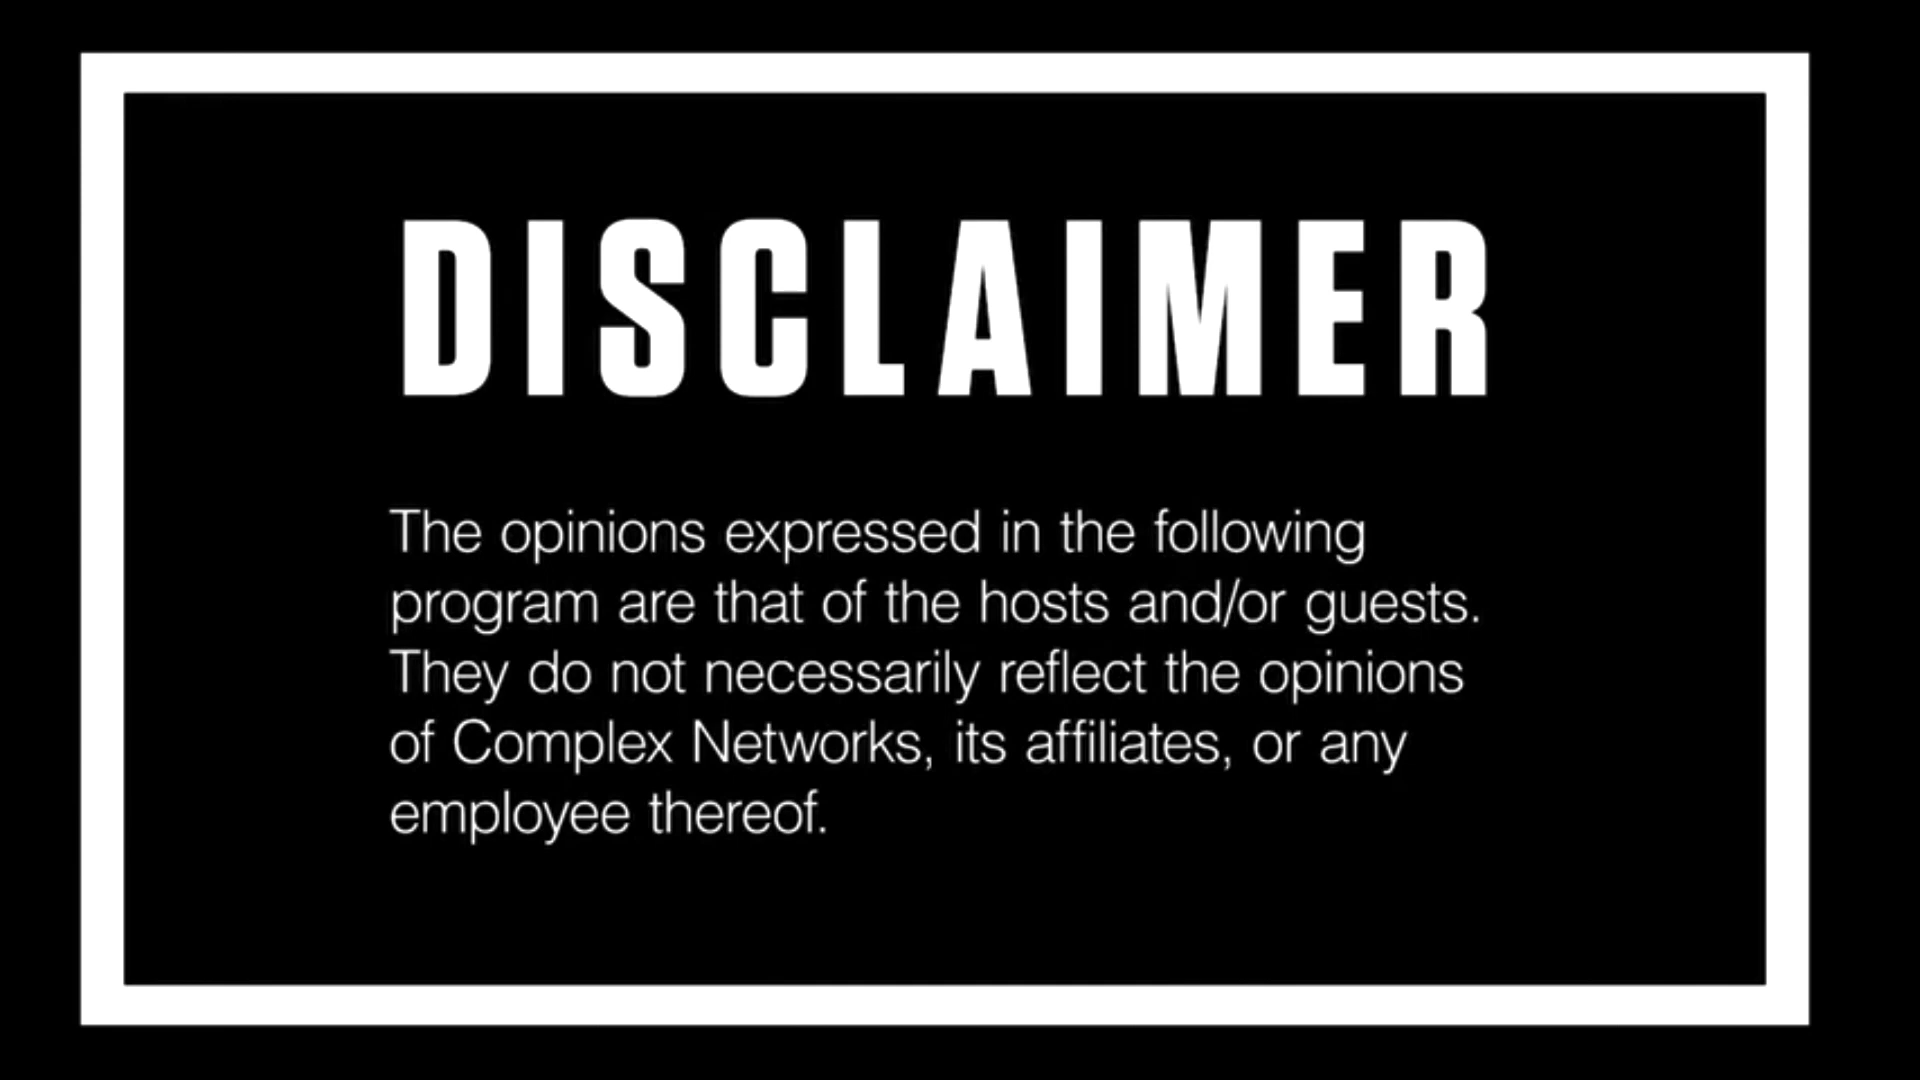 DISCLAIMER
The opinions expressed in the following
program are that of the hosts and/or guests.
They do not necessarily reflect the opinions
of Complex Networks, its affiliates, or any
employee thereof.